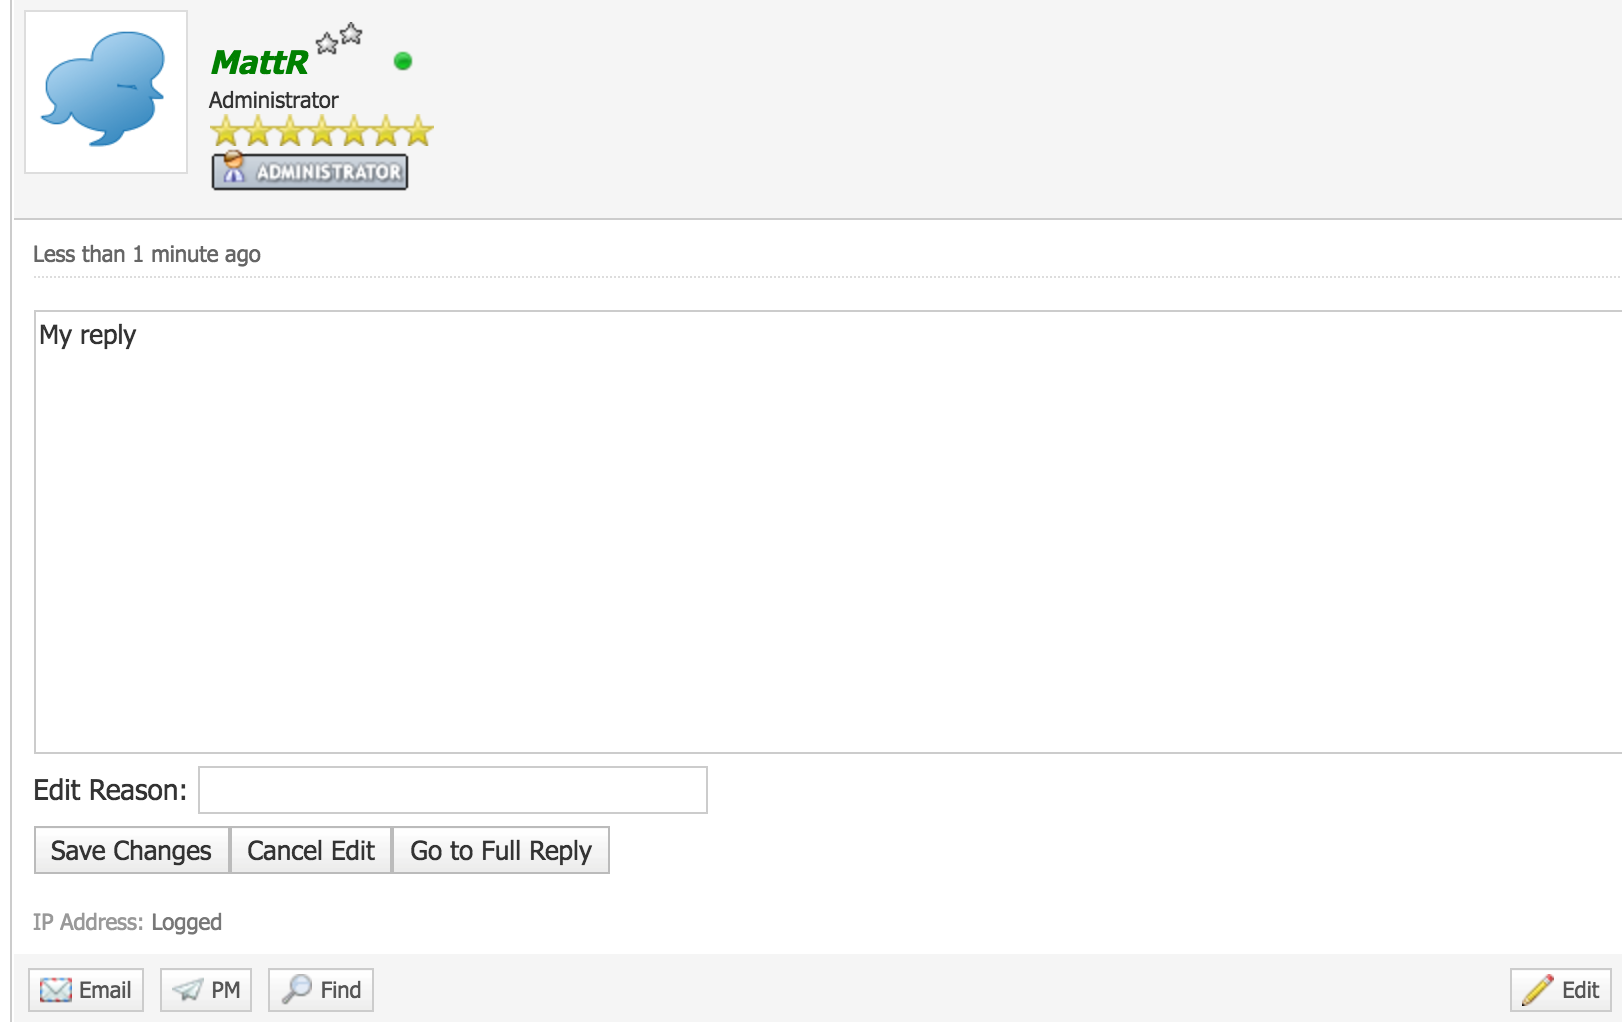 MattR
Administrator
ADMINISTRATOR
Less than 1 minute ago
My reply
Edit Reason:
Save Changes Cancel Edit Go to Full Reply
IP Address: Logged
Email PM Find Edit